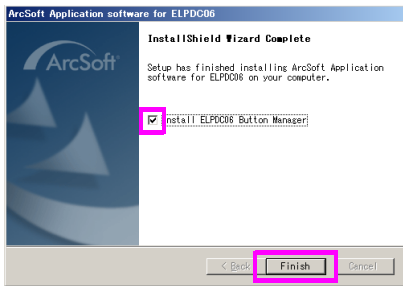 ArcSoft Application software for ELPDC06
ArcSoft
InstallShield Wizard Complete
Setup has finished installing ArcSoft Application
software for ELPDC06 on your computer.
Install ELPDC06 Button Manager
< Back
Finish
Cancel